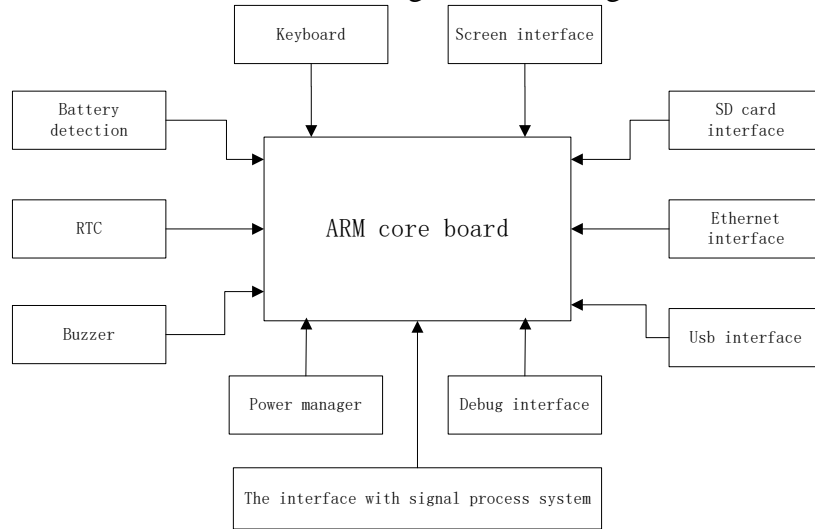 Keyboard
Screen interface
Battery
detection
SD card
interface
RTC
ARM core board
Ethernet
interface
Buzzer
Usb interface
Power manager
Debug interface
The interface with signal process system